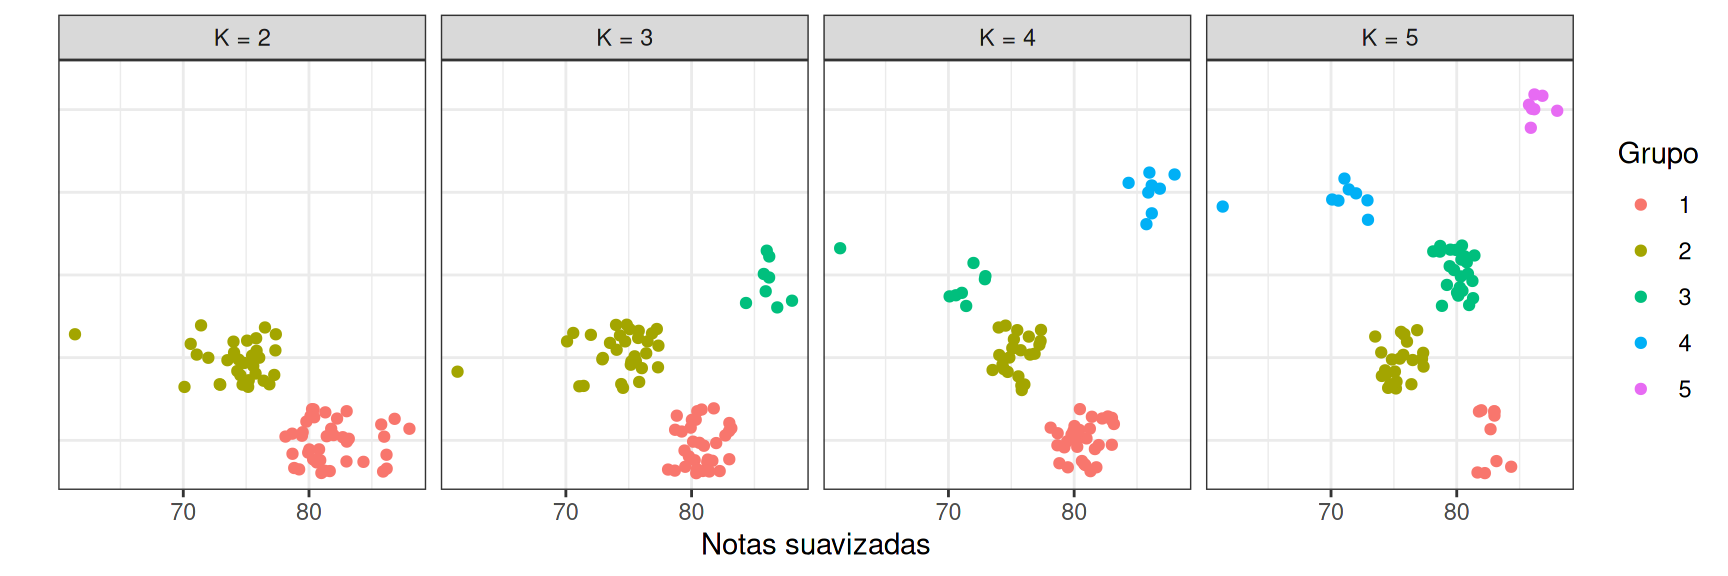 K = 2
K = 3
K = 4
K = 5
70
80
70
80
70
80
70
80
Notas suavizadas
Grupo
1
2
3
4
5